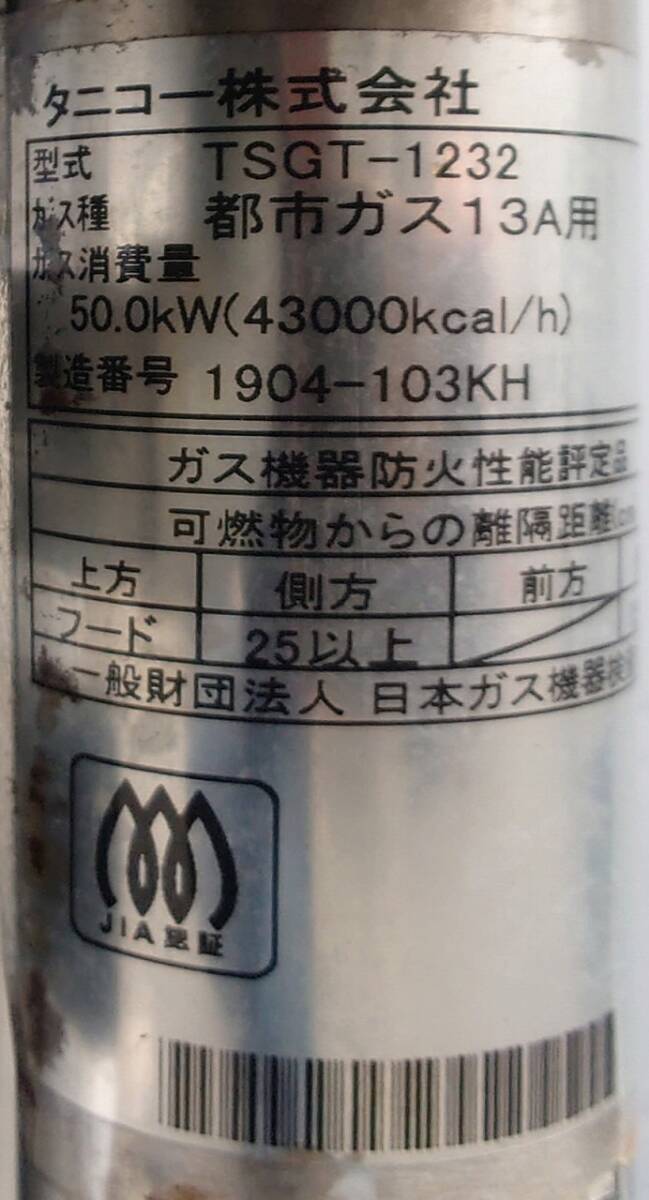 タニコー株式会社
型式 TSGT-1232
ガス種 都市ガス13A用
ガス消費量
50.0kW(43000kcal/h)
製造番号 1904-103KH
ガス機器防火性能評定品
可燃物からの離隔距離(cm
上方 側方 前方
フード 25以上
一般財団法人 日本ガス機器検
JIA 認証